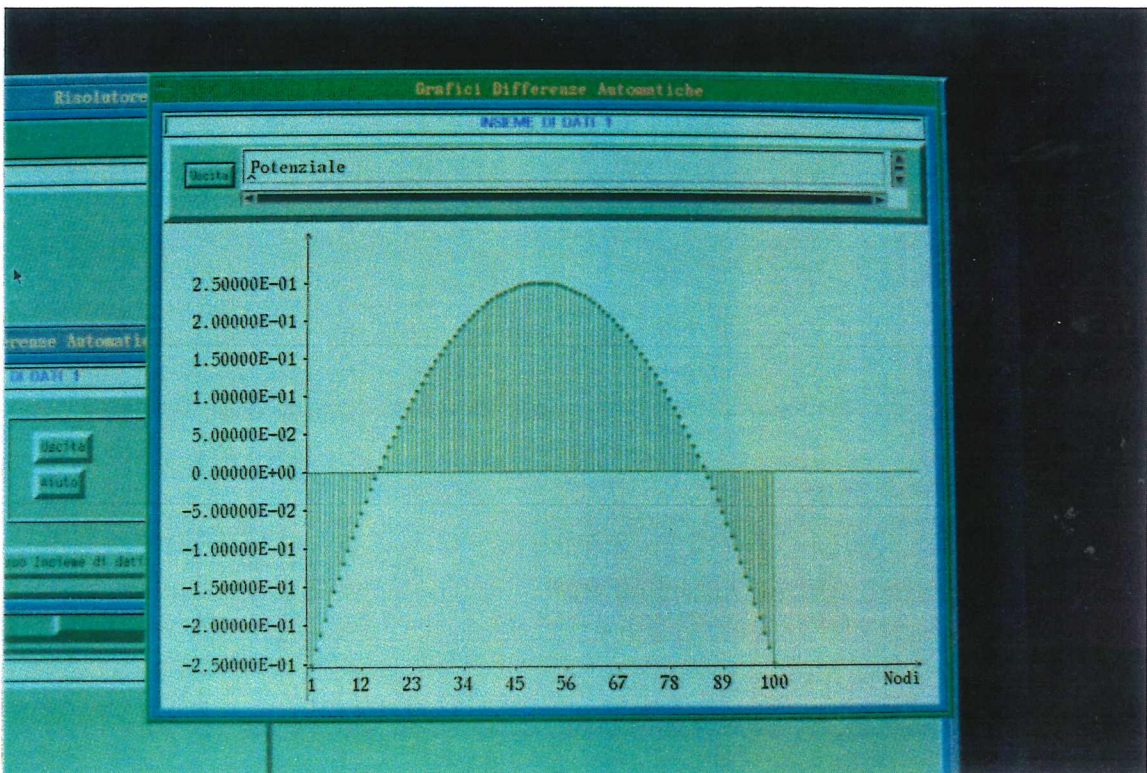 Risolutore
Grafici Differenze Automatiche
INSIEME DI DATI 1
Uscita
Potenziale
2.50000E-01
2.00000E-01
1.50000E-01
1.00000E-01
5.00000E-02
0.00000E+00
-5.00000E-02
-1.00000E-01
-1.50000E-01
-2.00000E-01
-2.50000E-01
1 12 23 34 45 56 67 78 89 100 Nodi
erenze Automati
DI DATI 1
Uscita
Aiuto
Insieme di dati